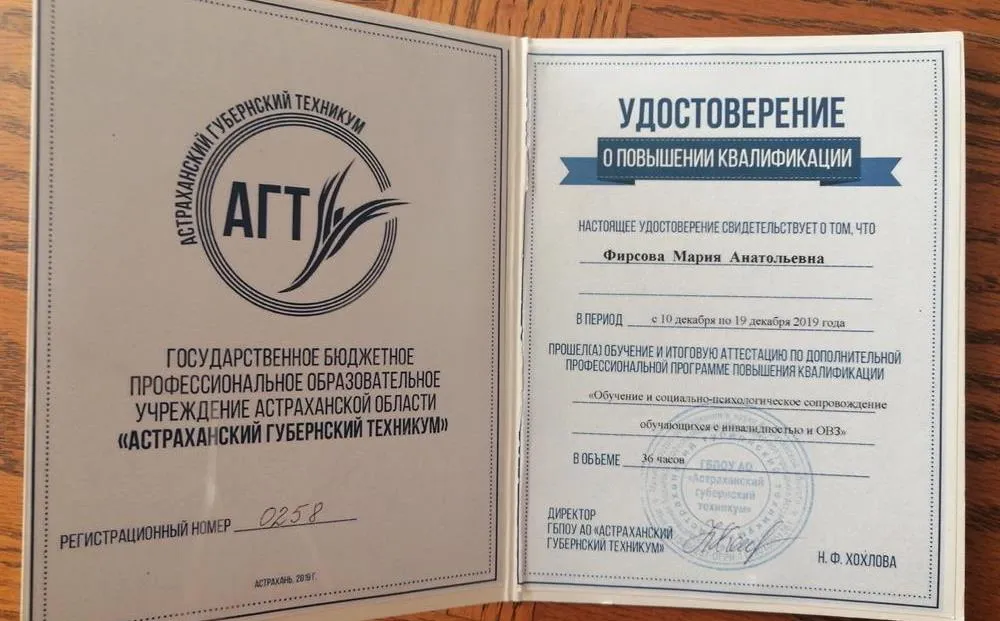 АСТРАХАНСКИЙ ГУБЕРНСКИЙ ТЕХНИКУМ
АГТ
ГОСУДАРСТВЕННОЕ БЮДЖЕТНОЕ
ПРОФЕССИОНАЛЬНОЕ ОБРАЗОВАТЕЛЬНОЕ
УЧРЕЖДЕНИЕ АСТРАХАНСКОЙ ОБЛАСТИ
«АСТРАХАНСКИЙ ГУБЕРНСКИЙ ТЕХНИКУМ»
РЕГИСТРАЦИОННЫЙ НОМЕР 0258
АСТРАХАНЬ, 2019 Г.
УДОСТОВЕРЕНИЕ
О ПОВЫШЕНИИ КВАЛИФИКАЦИИ
НАСТОЯЩЕЕ УДОСТОВЕРЕНИЕ СВИДЕТЕЛЬСТВУЕТ О ТОМ, ЧТО
Фирсова Мария Анатольевна
В ПЕРИОД с 10 декабря по 19 декабря 2019 года
ПРОШЕЛ(А) ОБУЧЕНИЕ И ИТОГОВУЮ АТТЕСТАЦИЮ ПО ДОПОЛНИТЕЛЬНОЙ
ПРОФЕССИОНАЛЬНОЙ ПРОГРАММЕ ПОВЫШЕНИЯ КВАЛИФИКАЦИИ
«Обучение и социально-психологическое сопровождение
обучающихся с инвалидностью и ОВЗ»
В ОБЪЕМЕ 36 часов
ГБПОУ АО
«Астраханский
губернский
техникум»
ДИРЕКТОР
ГБПОУ АО «АСТРАХАНСКИЙ
ГУБЕРНСКИЙ ТЕХНИКУМ»
Н. Ф. ХОХЛОВА